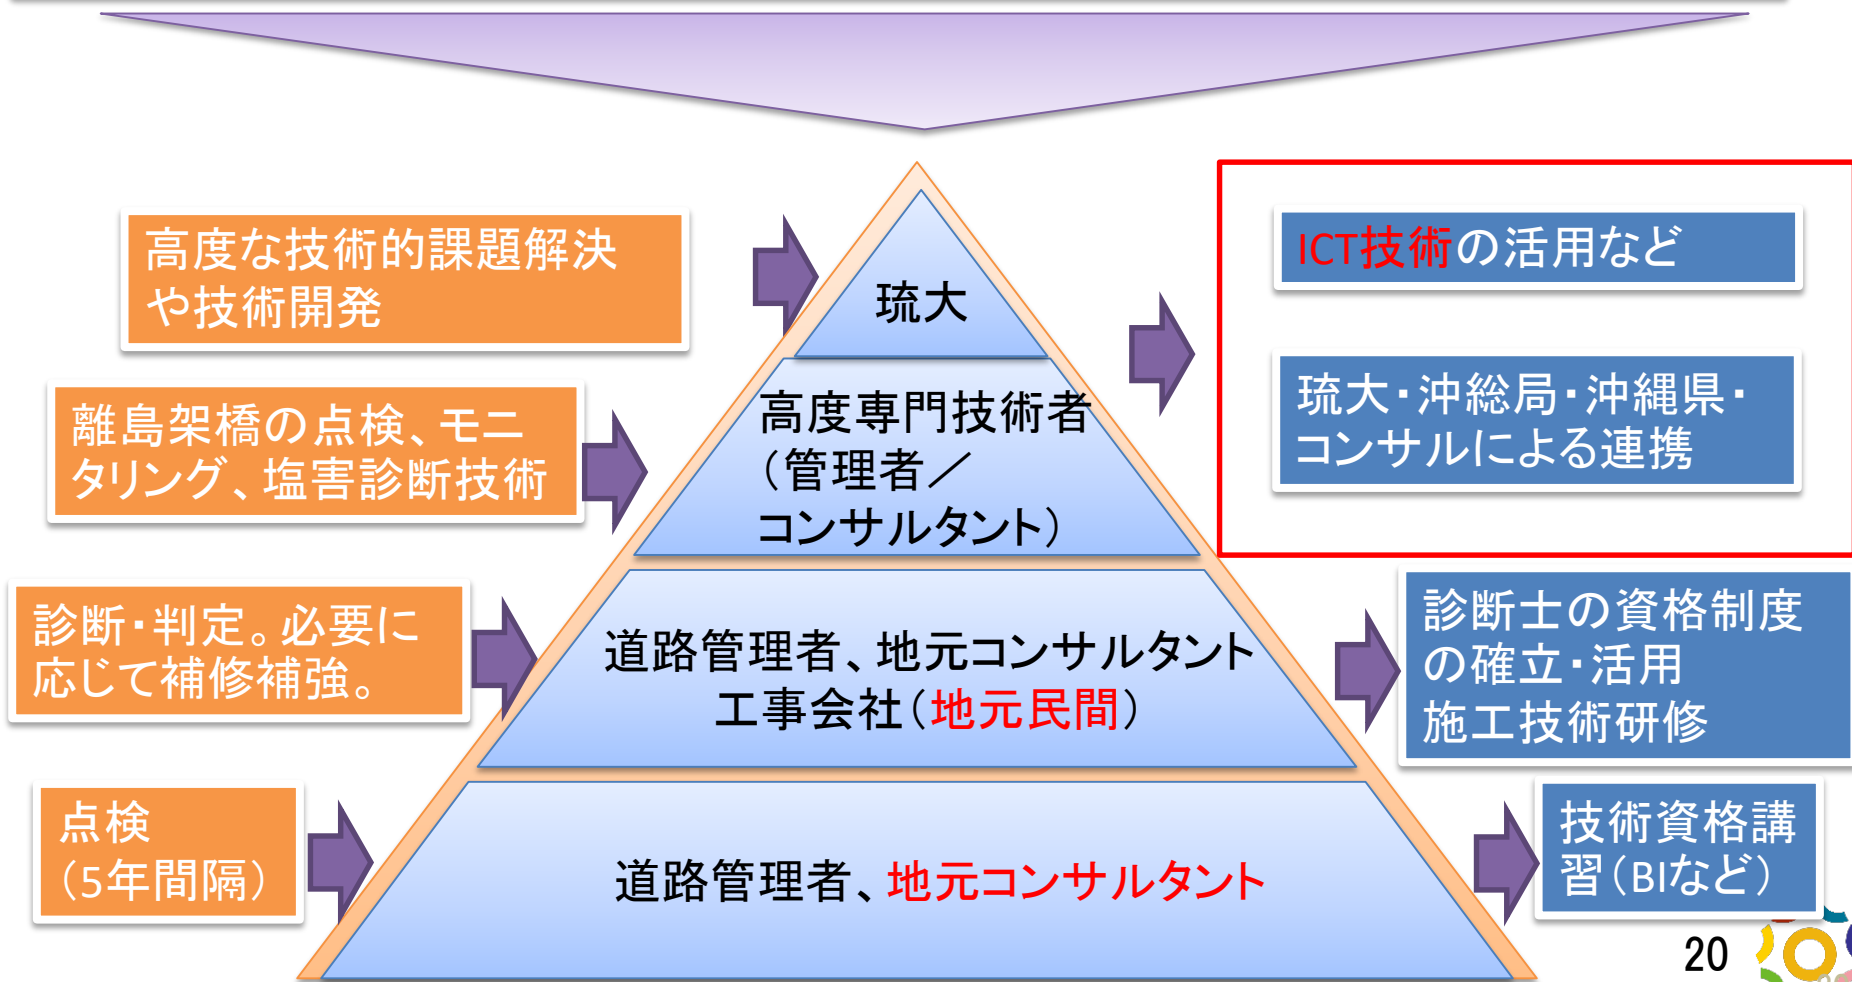 高度な技術的課題解決
や技術開発
琉大
ICT技術の活用など
離島架橋の点検、モニ
タリング、塩害診断技術
高度専門技術者
（管理者／
コンサルタント）
琉大・沖総局・沖縄県・
コンサルによる連携
診断・判定。必要に
応じて補修補強。
道路管理者、地元コンサルタント
工事会社（地元民間）
診断士の資格制度
の確立・活用
施工技術研修
点検
（5年間隔）
道路管理者、地元コンサルタント
技術資格講
習（BIなど）
20